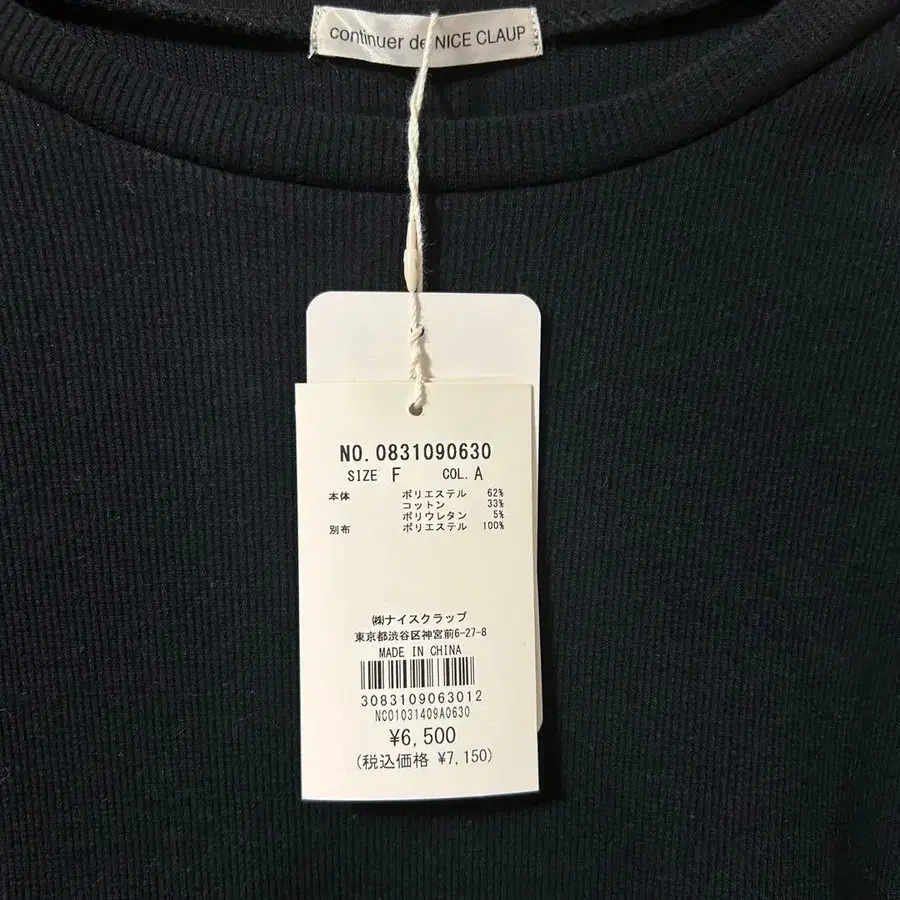 continuer de NICE CLAUP
NO. 0831090630
SIZE F COL. A
本体 ポリエステル 62%
コットン 33%
ポリウレタン 5%
別布 ポリエステル 100%
㈱ナイスクラップ
東京都渋谷区神宮前6-27-8
MADE IN CHINA
3083109063012
NC01031409A0630
¥6,500
(税込価格 ¥7,150)